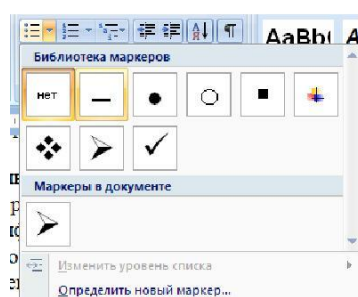 AaBb
Библиотека маркеров
нет
Маркеры в документе
Изменить уровень списка
Определить новый маркер...